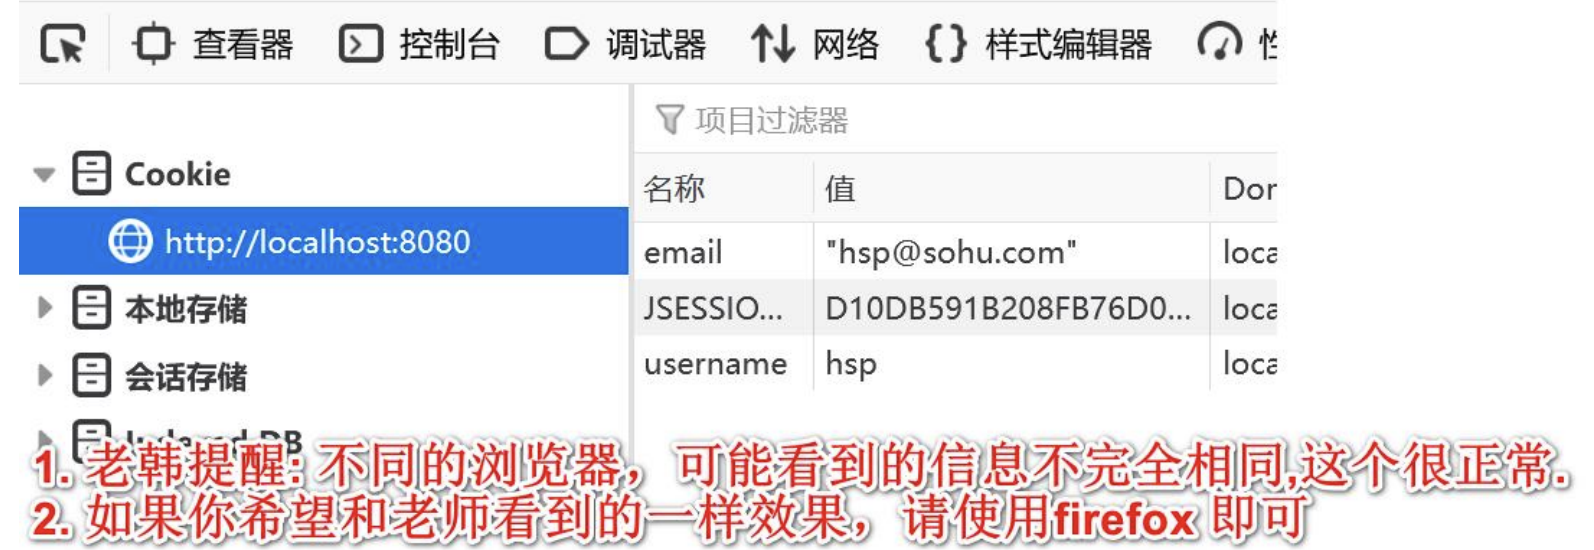 查看器 控制台 调试器 网络 样式编辑器
项目过滤器
Cookie
名称 值
http://localhost:8080
email "hsp@sohu.com" loca
本地存储
JSESSIO... D10DB591B208FB76D0... loca
会话存储
username hsp loca
1. 老韩提醒: 不同的浏览器，可能看到的信息不完全相同,这个很正常.
2. 如果你希望和老师看到的一样效果，请使用firefox 即可